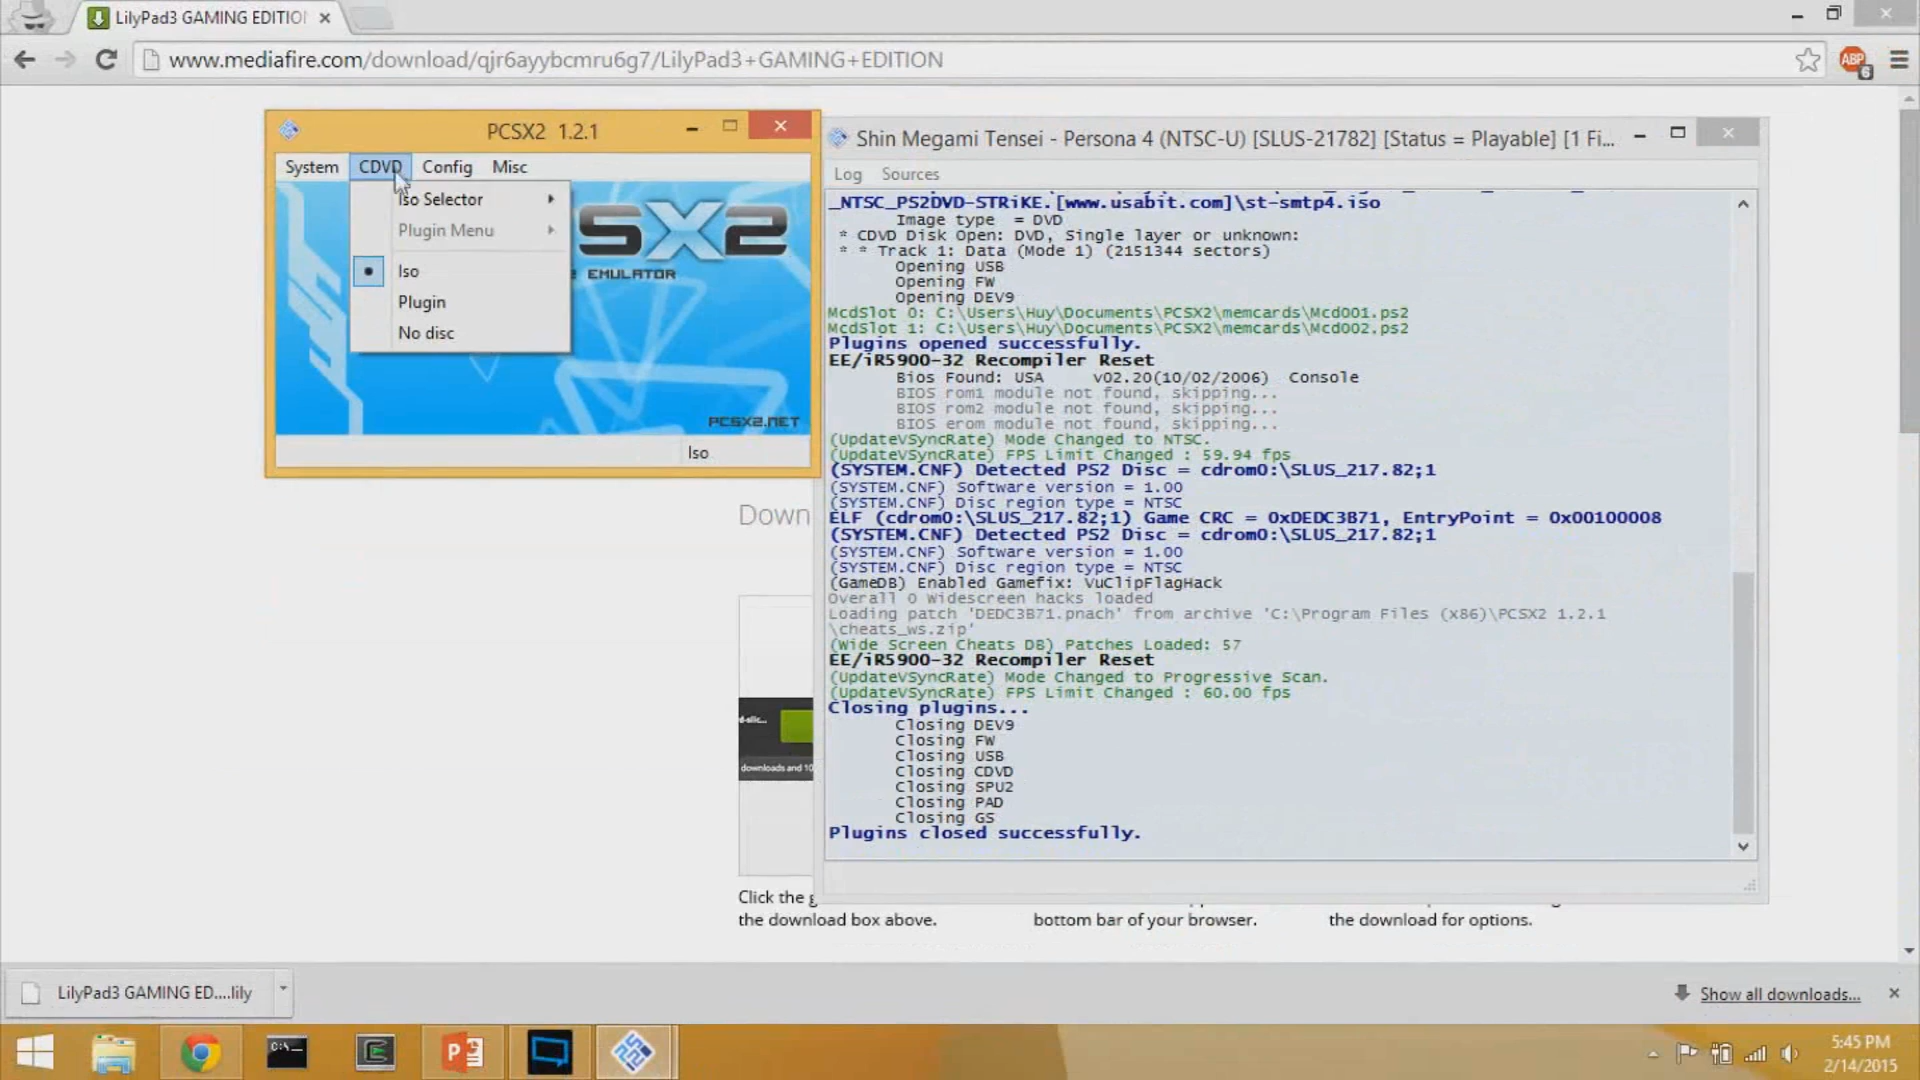 LilyPad3 GAMING EDITIO
www.mediafire.com/download/qjr6ayybcmru6g7/LilyPad3+GAMING+EDITION
ABP
6
PCSX2 1.2.1
System CDVD Config Misc
Iso Selector
Plugin Menu
Iso
Plugin
No disc
SX2
EMULATOR
PCSX2.NET
Iso
Shin Megami Tensei - Persona 4 (NTSC-U) [SLUS-21782] [Status = Playable] [1 Fi...
Log Sources
_NTSC_PS2DVD-STRiKE.[www.usabit.com]\st-smtp4.iso
Image type = DVD
* CDVD Disk Open: DVD, Single layer or unknown:
* * Track 1: Data (Mode 1) (2151344 sectors)
Opening USB
Opening FW
Opening DEV9
McdSlot 0: C:\Users\Huy\Documents\PCSX2\memcards\Mcd001.ps2
McdSlot 1: C:\Users\Huy\Documents\PCSX2\memcards\Mcd002.ps2
Plugins opened successfully.
EE/iR5900-32 Recompiler Reset
Bios Found: USA v02.20(10/02/2006) Console
BIOS rom1 module not found, skipping...
BIOS rom2 module not found, skipping...
BIOS erom module not found, skipping...
(UpdateVSyncRate) Mode Changed to NTSC.
(UpdateVSyncRate) FPS Limit Changed : 59.94 fps
(SYSTEM.CNF) Detected PS2 Disc = cdrom0:\SLUS_217.82;1
(SYSTEM.CNF) Software version = 1.00
(SYSTEM.CNF) Disc region type = NTSC
ELF (cdrom0:\SLUS_217.82;1) Game CRC = 0xDEDC3B71, EntryPoint = 0x00100008
(SYSTEM.CNF) Detected PS2 Disc = cdrom0:\SLUS_217.82;1
(SYSTEM.CNF) Software version = 1.00
(SYSTEM.CNF) Disc region type = NTSC
(GameDB) Enabled Gamefix: VuClipFlagHack
Overall 0 Widescreen hacks loaded
Loading patch 'DEDC3B71.pnach' from archive 'C:\Program Files (x86)\PCSX2 1.2.1
\cheats_ws.zip'
(Wide Screen Cheats DB) Patches Loaded: 57
EE/iR5900-32 Recompiler Reset
(UpdateVSyncRate) Mode Changed to Progressive Scan.
(UpdateVSyncRate) FPS Limit Changed : 60.00 fps
Closing plugins...
Closing DEV9
Closing FW
Closing USB
Closing CDVD
Closing SPU2
Closing PAD
Closing GS
Plugins closed successfully.
Down
downloads and 10
Click the g
the download box above.
bottom bar of your browser.
the download for options.
LilyPad3 GAMING ED....lily
Show all downloads...
C:\_
5:45 PM
2/14/2015